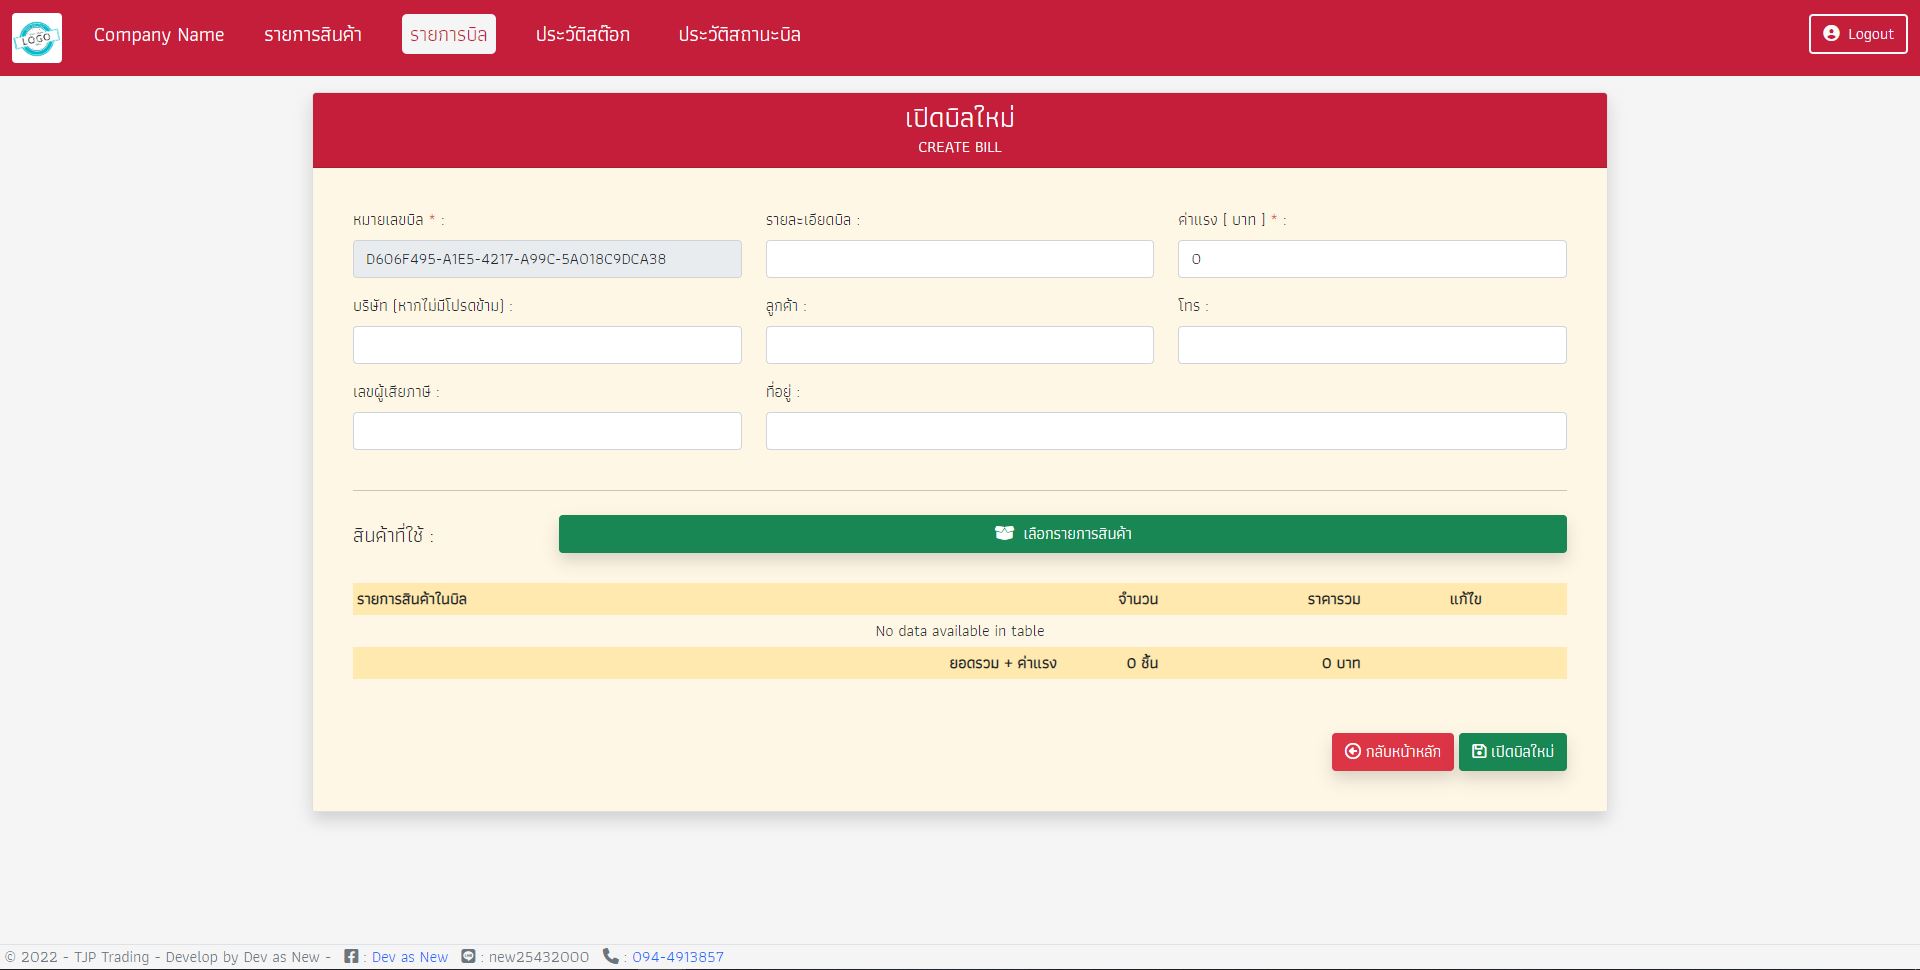 LOGO Company Name รายการสินค้า รายการบิล ประวัติสต๊อก ประวัติสถานะบิล Logout
เปิดบิลใหม่
CREATE BILL
หมายเลขบิล * : รายละเอียดบิล : ค่าแรง [ บาท ] * :
D606F495-A1E5-4217-A99C-5A018C9DCA38 0
บริษัท (หากไม่มีโปรดข้าม) : ลูกค้า : โทร :
เลขผู้เสียภาษี : ที่อยู่ :
สินค้าที่ใช้ : เลือกรายการสินค้า
รายการสินค้าในบิล จำนวน ราคารวม แก้ไข
No data available in table
ยอดรวม + ค่าแรง 0 ชิ้น 0 บาท
กลับหน้าหลัก เปิดบิลใหม่
© 2022 - TJP Trading - Develop by Dev as New - : Dev as New : new25432000 : 094-4913857